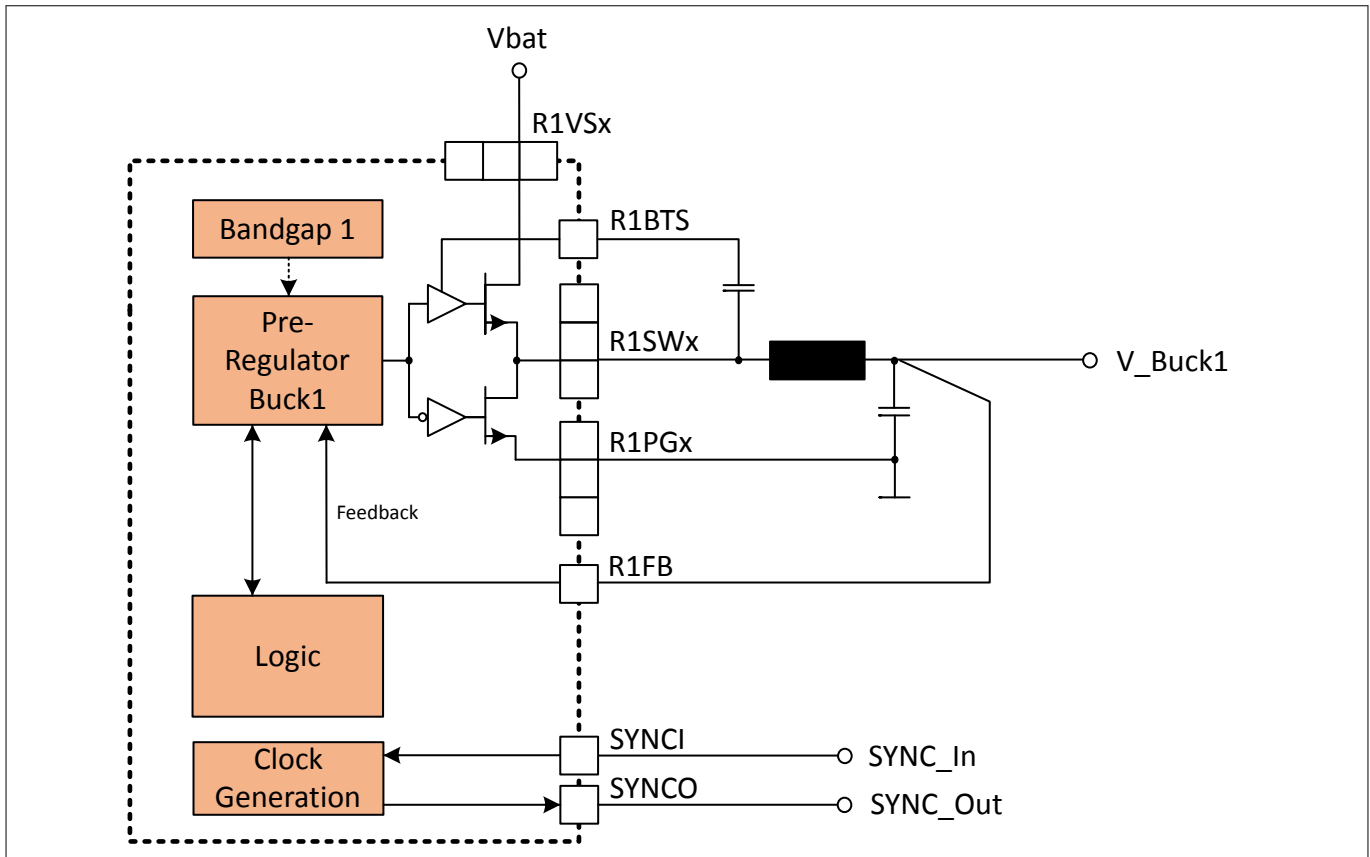 Vbat
R1VSx
Bandgap 1
R1BTS
Pre-
Regulator
Buck1
R1SWx
V_Buck1
R1PGx
Feedback
R1FB
Logic
SYNCI
Clock
Generation
SYNC_In
SYNCO
SYNC_Out